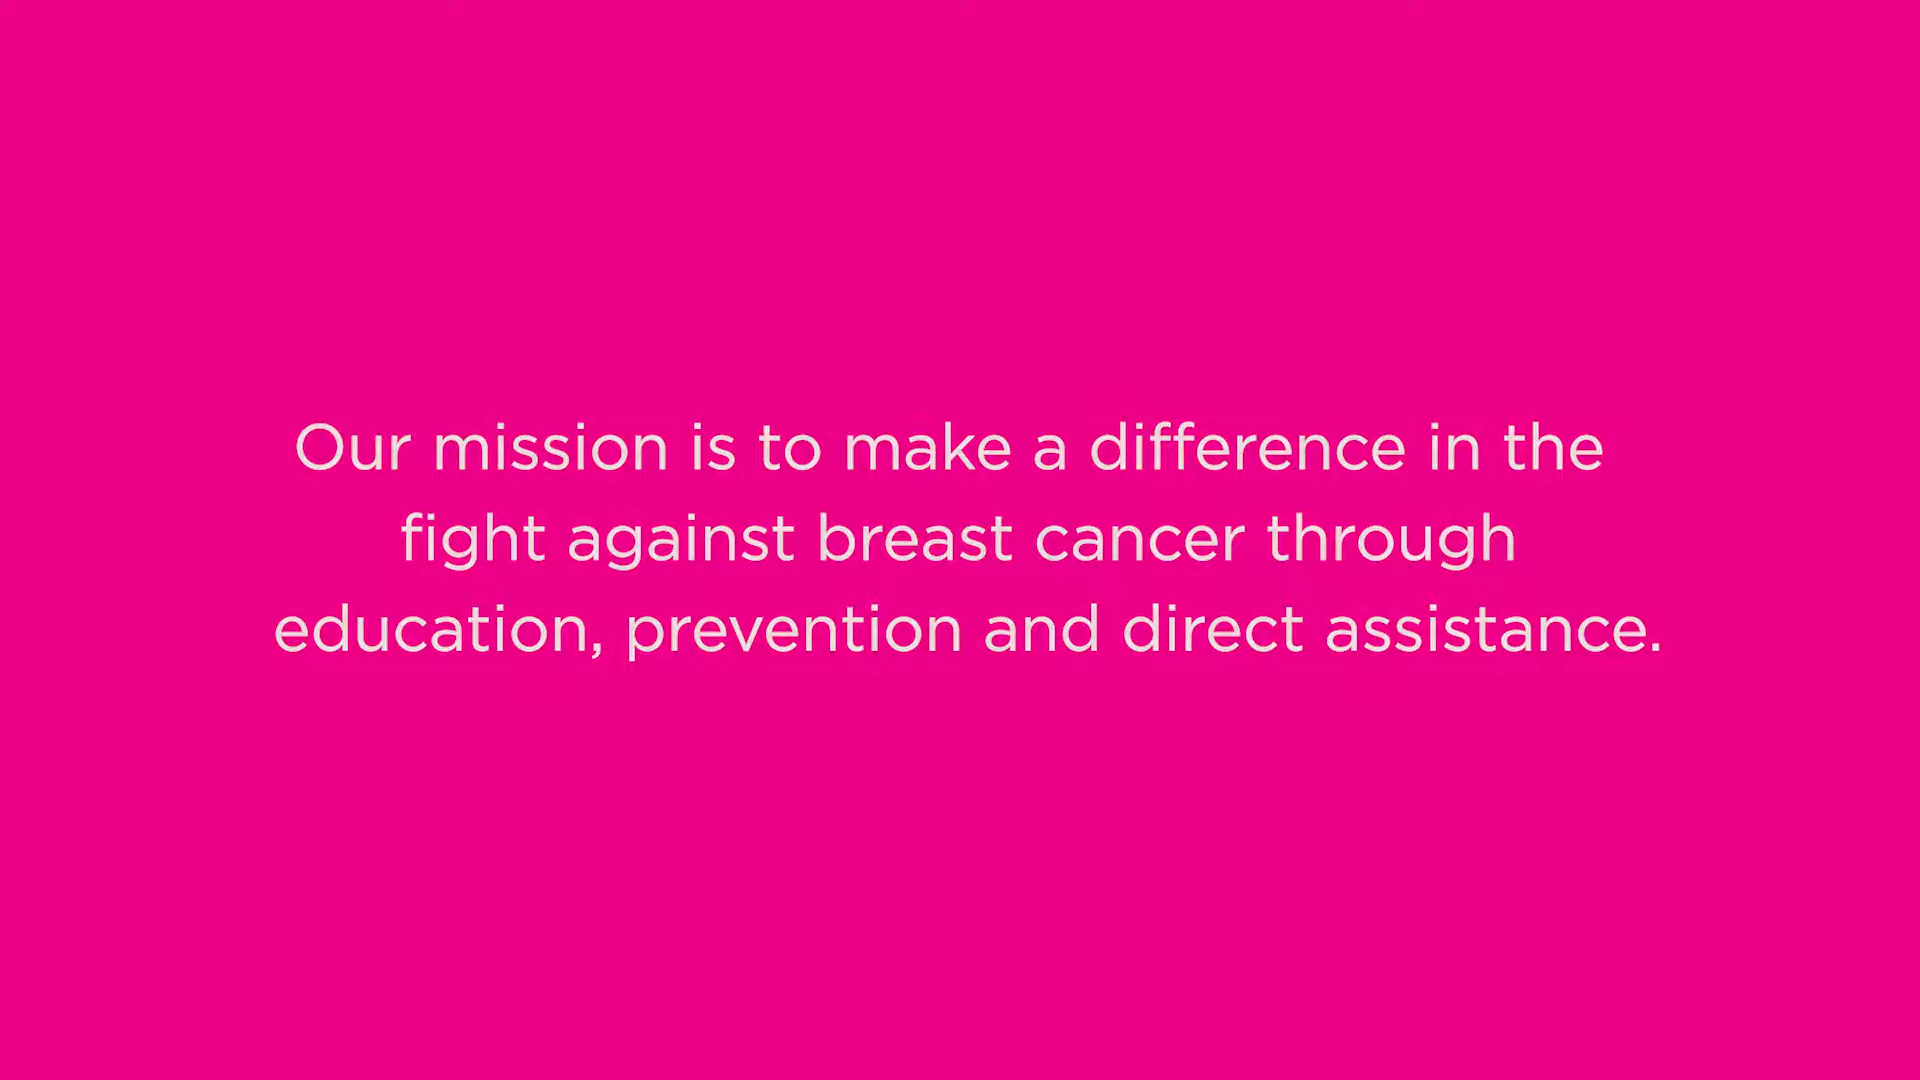 Our mission is to make a difference in the
fight against breast cancer through
education, prevention and direct assistance.